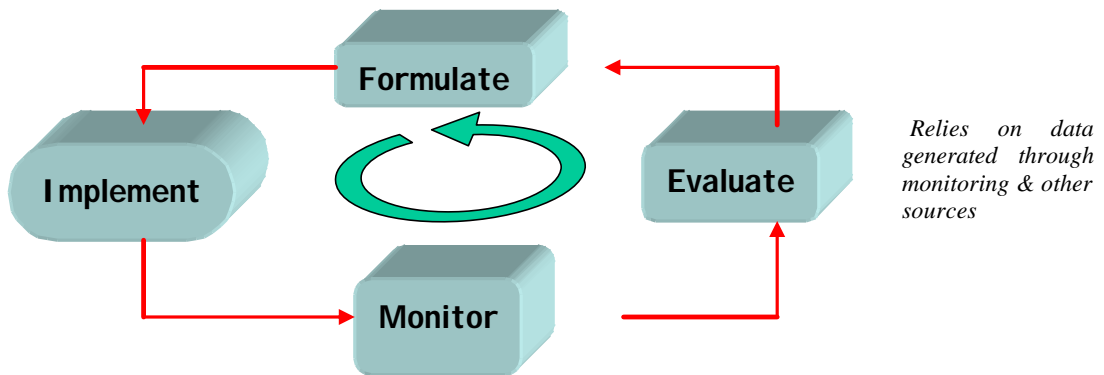 Formulate
Implement
Evaluate
Relies on data
generated through
monitoring & other
sources
Monitor